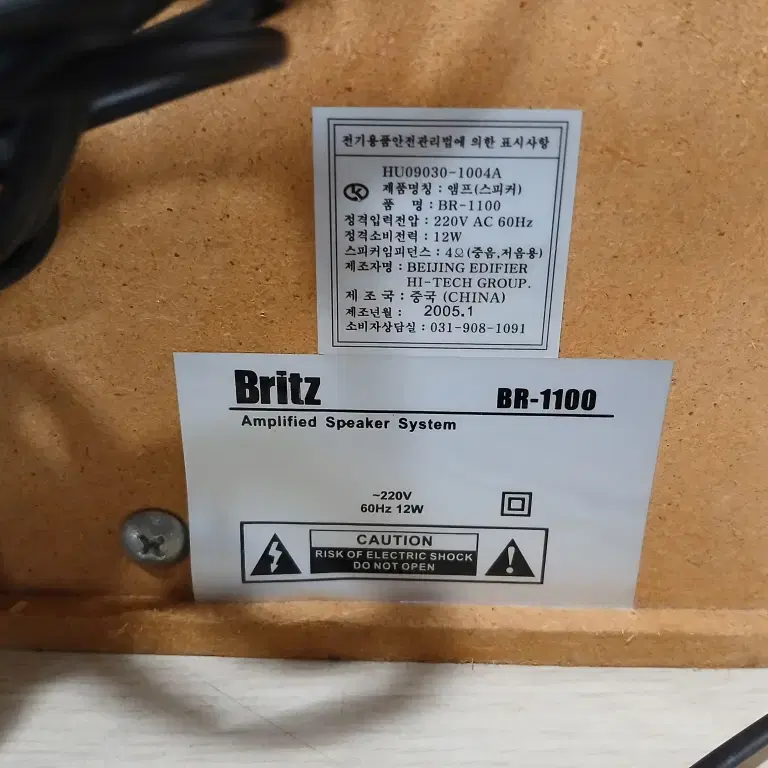 전기용품안전관리법에 의한 표시사항
HU09030-1004A
제품명칭 : 앰프(스피커)
품 명 : BR-1100
정격입력전압 : 220V AC 60Hz
정격소비전력 : 12W
스피커임피던스 : 4Ω(중음,저음용)
제조자명 : BEIJING EDIFIER
HI-TECH GROUP.
제 조 국 : 중국 (CHINA)
제조년월 : 2005.1
소비자상담실 : 031-908-1091
Britz BR-1100
Amplified Speaker System
~220V
60Hz 12W
CAUTION
RISK OF ELECTRIC SHOCK
DO NOT OPEN